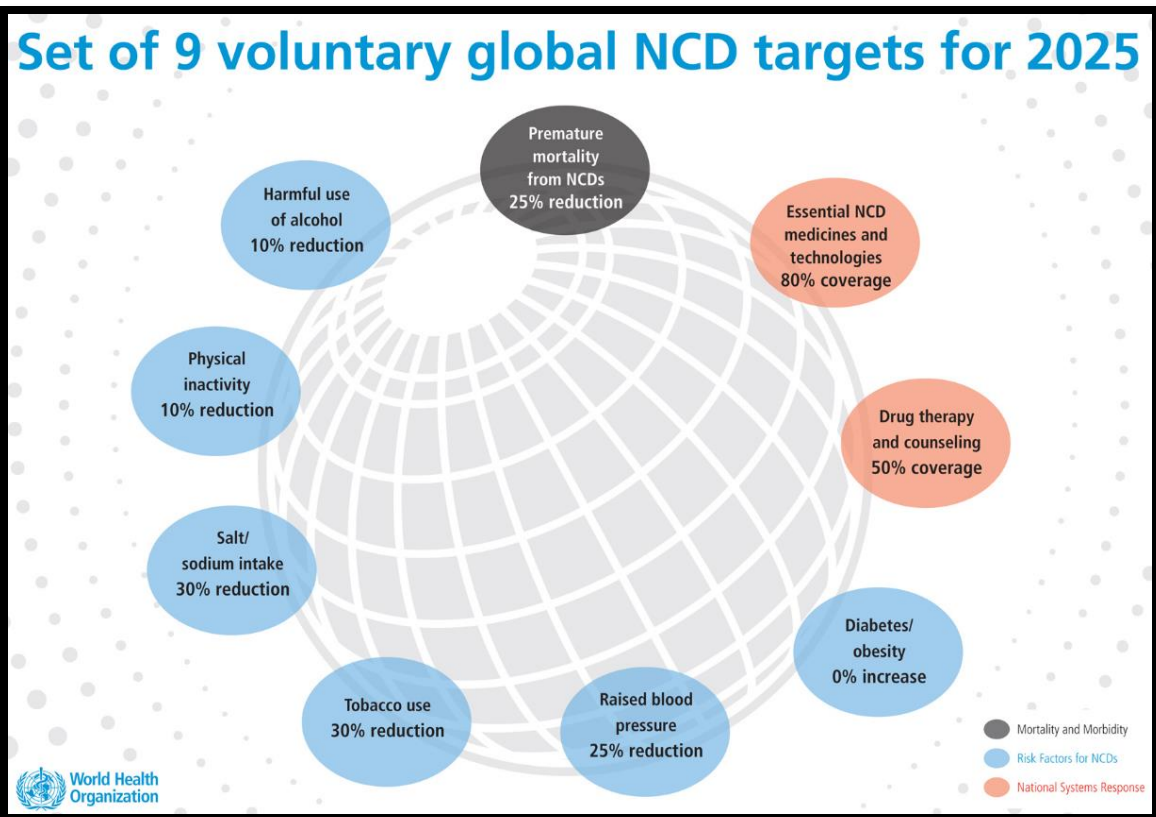 Set of 9 voluntary global NCD targets for 2025
Premature
mortality
from NCDs
25% reduction
Harmful use
of alcohol
10% reduction
Essential NCD
medicines and
technologies
80% coverage
Physical
inactivity
10% reduction
Drug therapy
and counseling
50% coverage
Salt/
sodium intake
30% reduction
Diabetes/
obesity
0% increase
Tobacco use
30% reduction
Raised blood
pressure
25% reduction
Mortality and Morbidity
Risk Factors for NCDs
National Systems Response
World Health
Organization